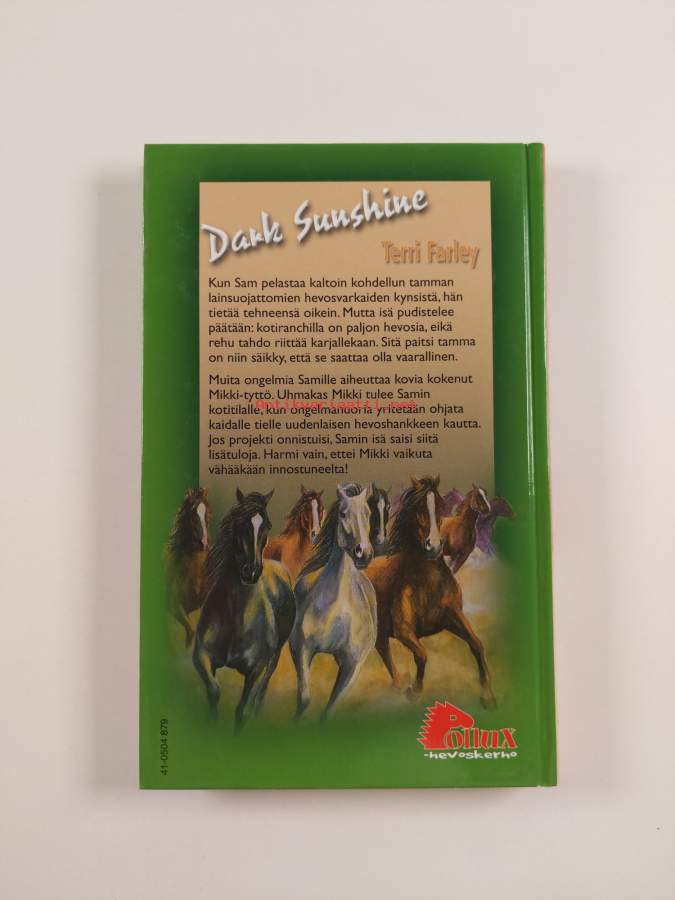 Dark Sunshine
Terri Farley
Kun Sam pelastaa kaltoin kohdellun tamman
lainsuojattomien hevosvarkaiden kynsistä, hän
tietää tehneensä oikein. Mutta isä pudistelee
päätään: kotiranchilla on paljon hevosia, eikä
rehu tahdo riittää karjallekaan. Sitä paitsi tamma
on niin säikky, että se saattaa olla vaarallinen.
Muita ongelmia Samille aiheuttaa kovia kokenut
Mikki-tyttö. Uhmakas Mikki tulee Samin
Antikvariaatti.net
kotitilalle, kun ongelmanuoria yritetään ohjata
kaidalle tielle uudenlaisen hevoshankkeen kautta.
Jos projekti onnistuisi, Samin isä saisi siitä
lisätuloja. Harmi vain, ettei Mikki vaikuta
vähääkään innostuneelta!
Pollux
-hevoskerho
41-0504 879